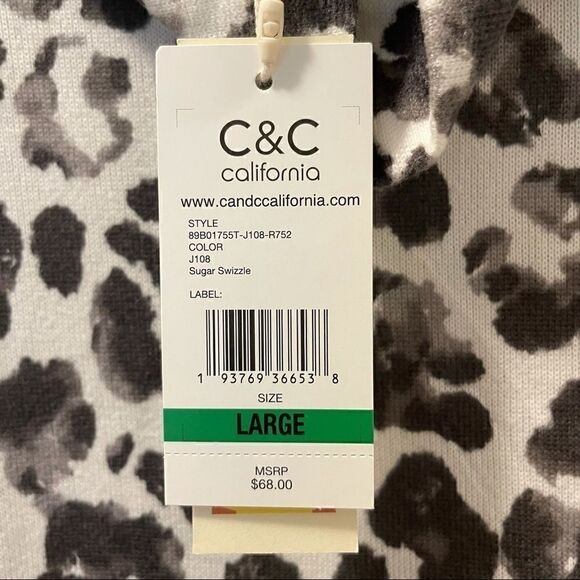 C&C
california
www.candccalifornia.com
STYLE
89B01755T-J108-R752
COLOR
J108
Sugar Swizzle
LABEL:
1 93769 36653 8
SIZE
LARGE
MSRP
$68.00